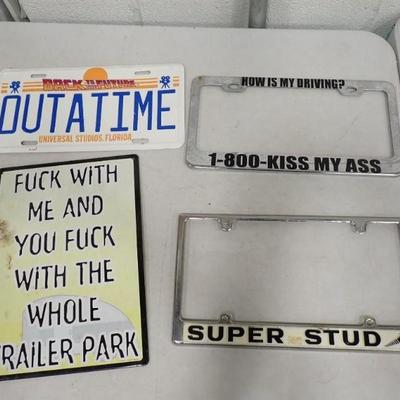 BACK TO THE FUTURE
OUTATIME
UNIVERSAL STUDIOS, FLORIDA
HOW IS MY DRIVING?
1-800-KISS MY ASS
FUCK WITH
ME AND
YOU FUCK
WITH THE
WHOLE
TRAILER PARK
SUPER STUD